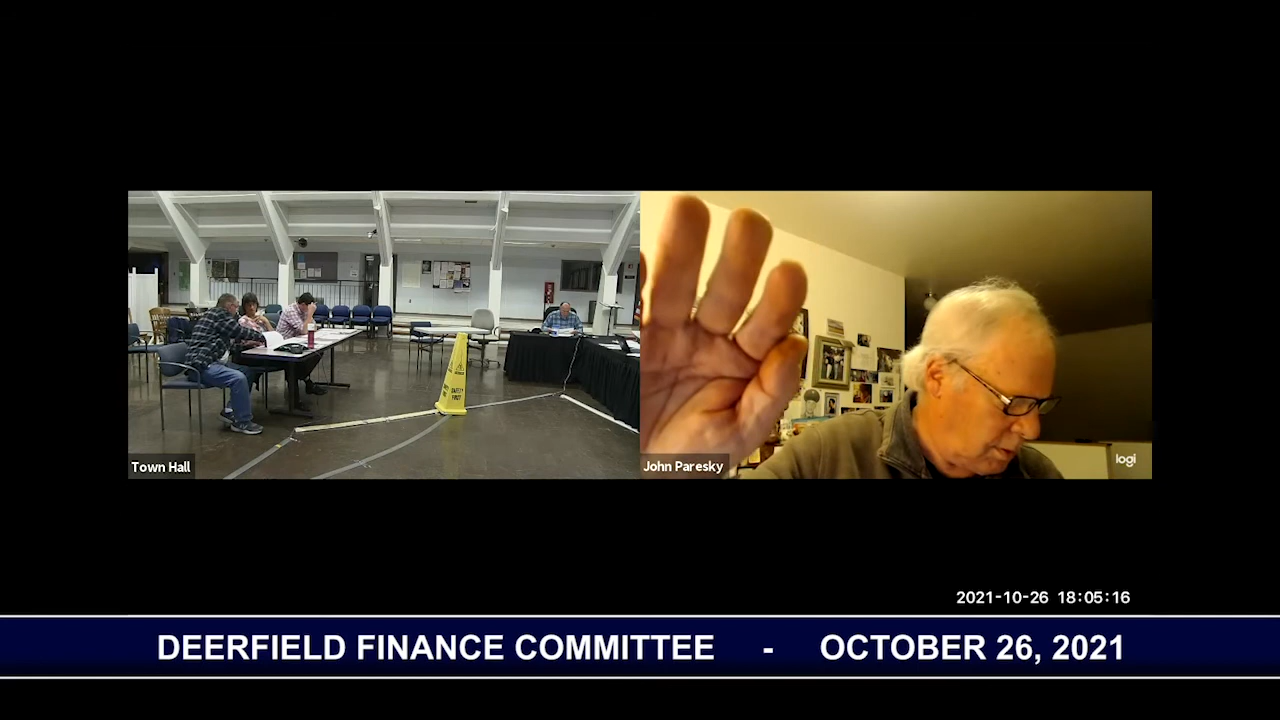 Town Hall
John Paresky
logi
2021-10-26 18:05:16
DEERFIELD FINANCE COMMITTEE - OCTOBER 26, 2021